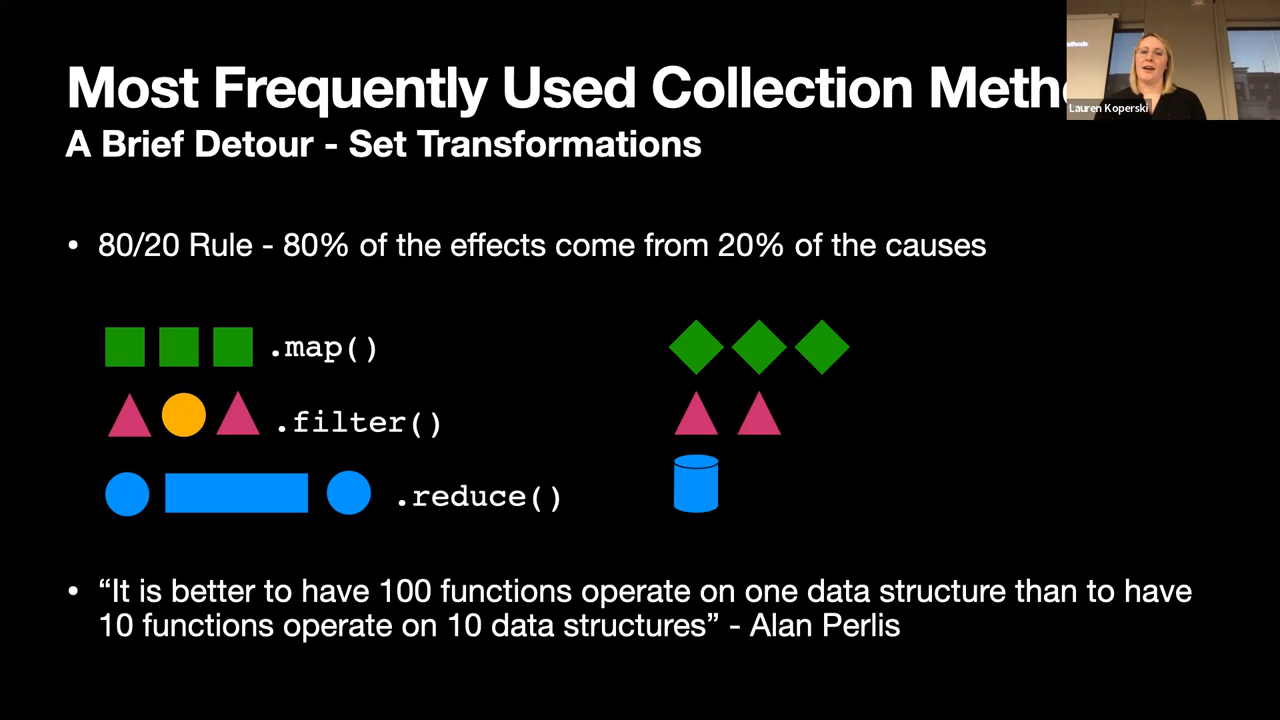 Most Frequently Used Collection Meth
A Brief Detour - Set Transformations
• 80/20 Rule - 80% of the effects come from 20% of the causes
.map()
.filter()
.reduce()
• “It is better to have 100 functions operate on one data structure than to have
10 functions operate on 10 data structures” - Alan Perlis
Lauren Koperski